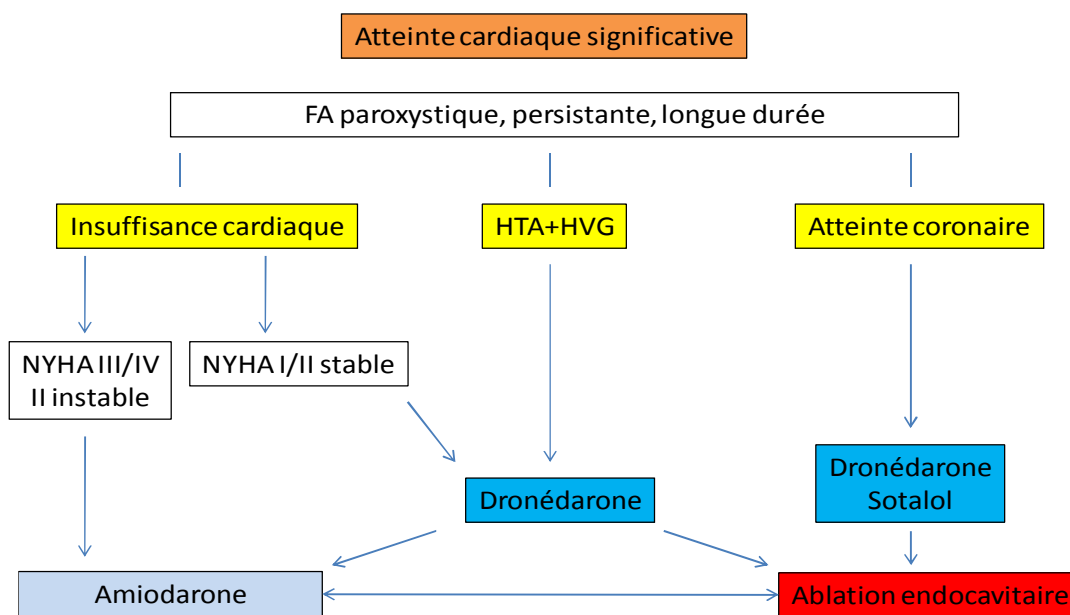 Atteinte cardiaque significative
FA paroxystique, persistante, longue durée
Insuffisance cardiaque
HTA+HVG
Atteinte coronaire
NYHA III/IV
II instable
NYHA I/II stable
Dronédarone
Dronédarone
Sotalol
Amiodarone
Ablation endocavitaire